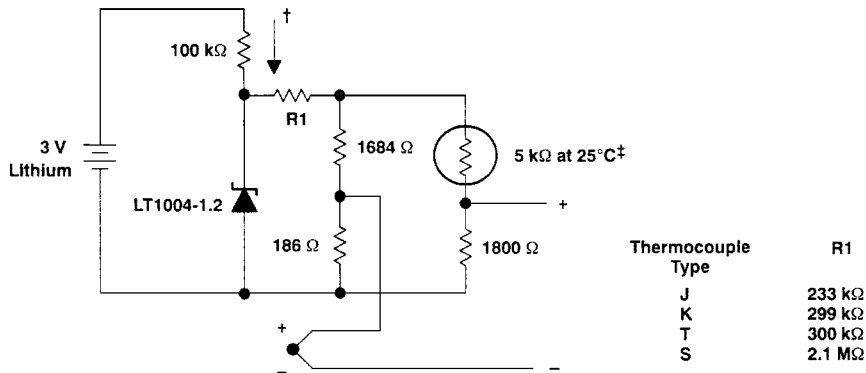 †
100 kΩ
R1
3 V
Lithium
1684 Ω
5 kΩ at 25°C‡
LT1004-1.2
+
186 Ω
1800 Ω
+
–
–
Thermocouple Type R1
J 233 kΩ
K 299 kΩ
T 300 kΩ
S 2.1 MΩ